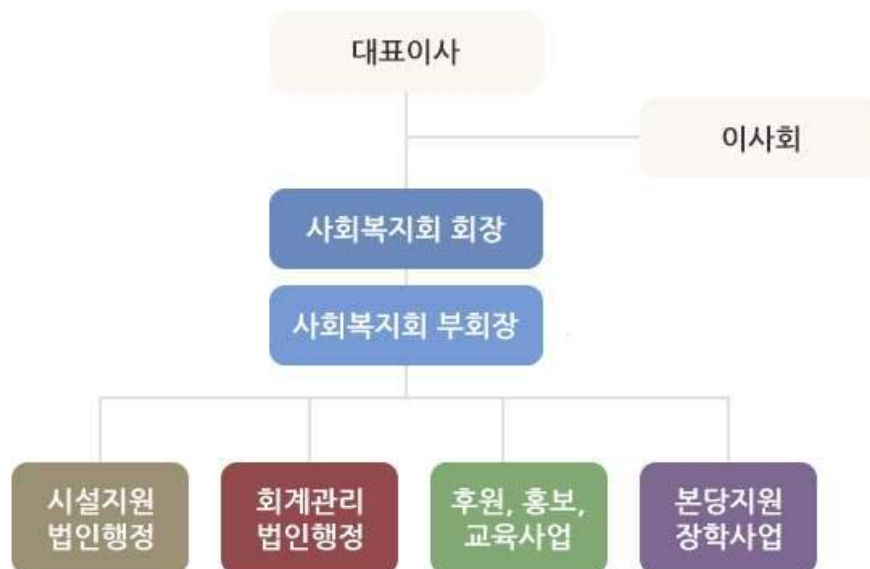 대표이사
이사회
사회복지회 회장
사회복지회 부회장
시설지원
법인행정
회계관리
법인행정
후원, 홍보,
교육사업
본당지원
장학사업